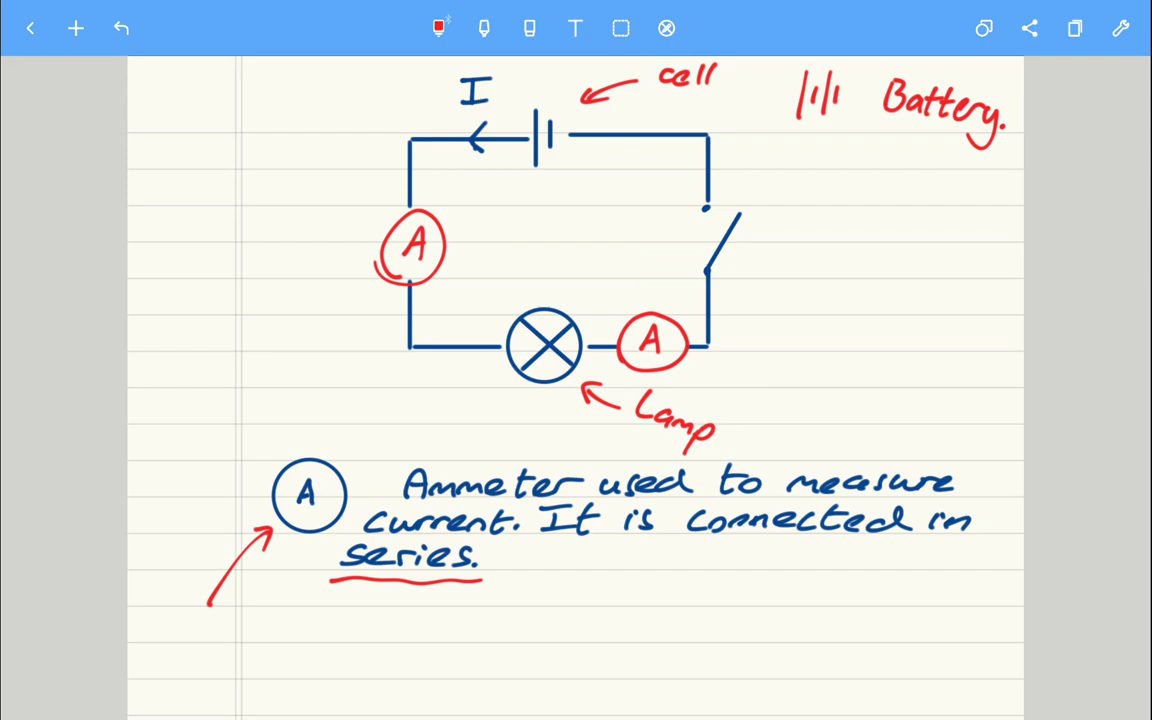 I
cell
Battery.
A
A
Lamp
A
Ammeter used to measure
current. It is connected in
series.